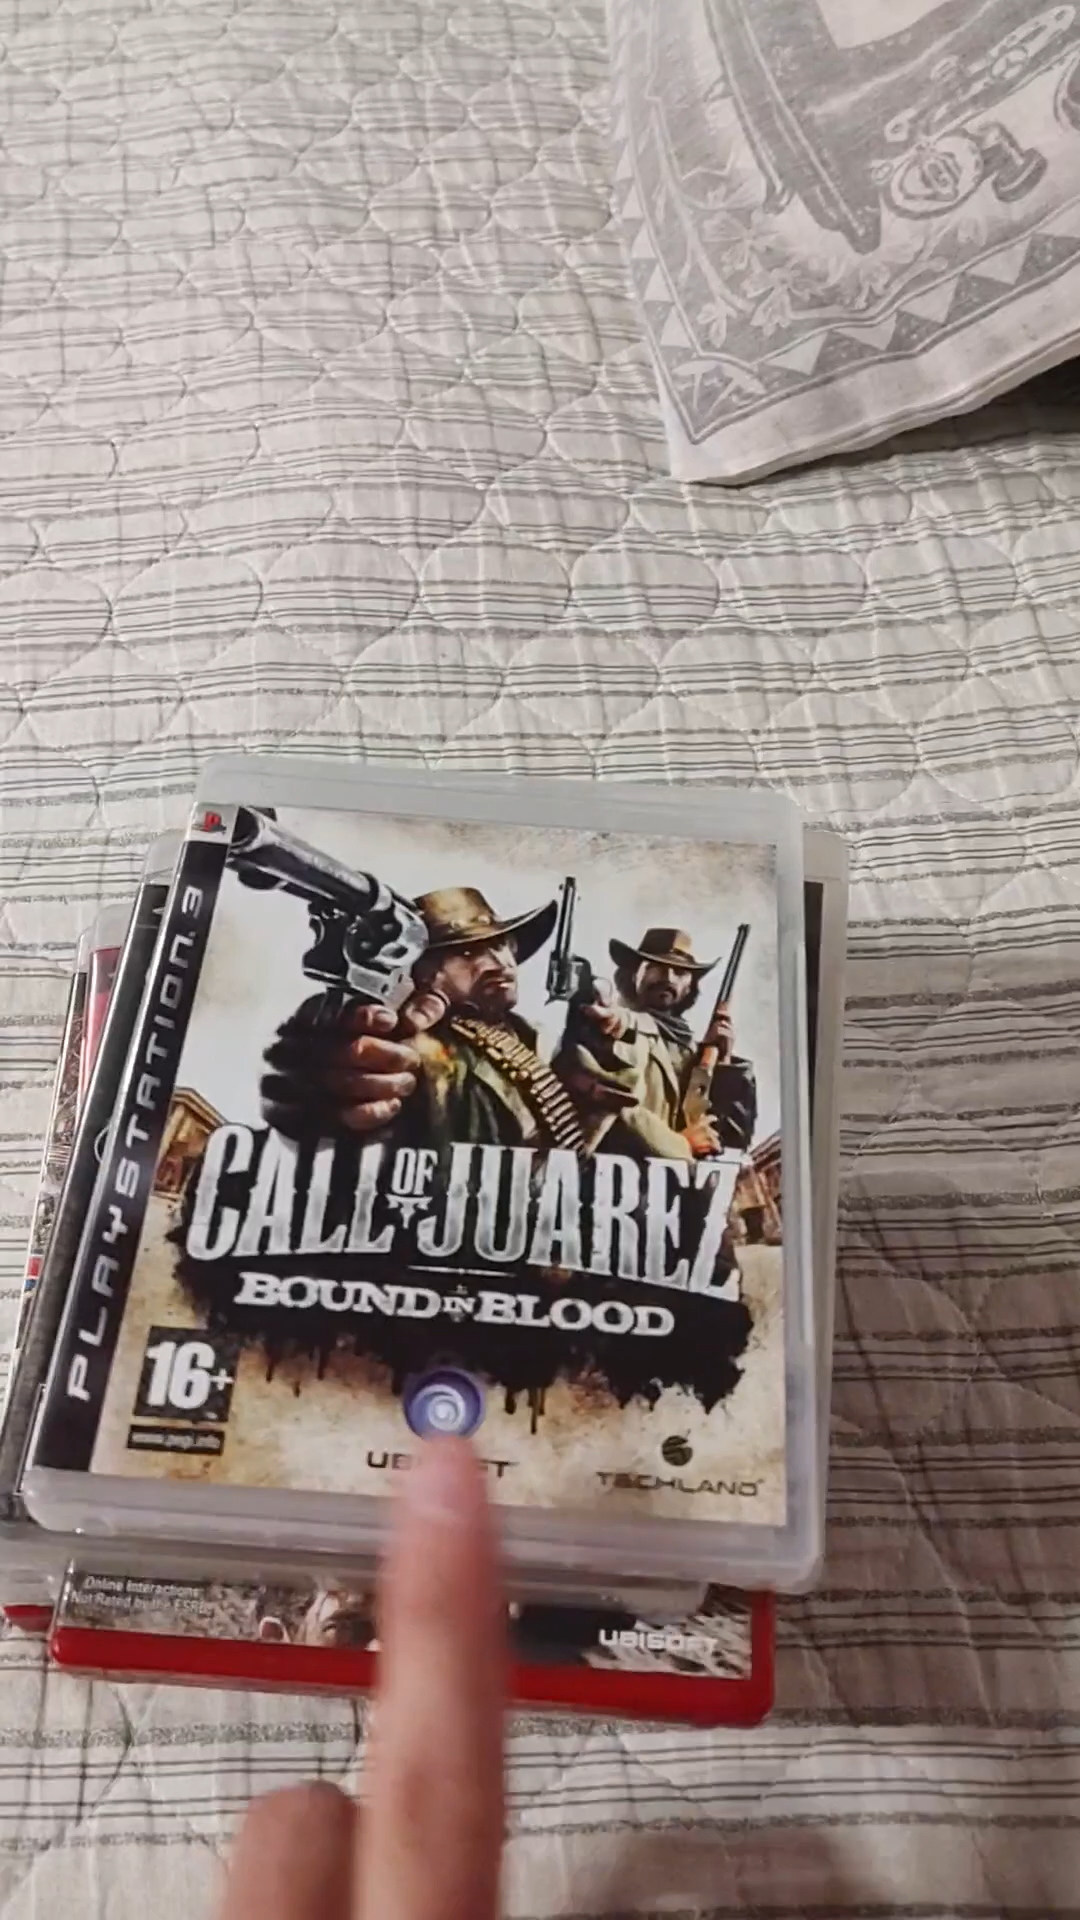 PLAYSTATION 3
CALL OF JUAREZ
BOUND IN BLOOD
16+
www.pegi.info
UBISOFT
TECHLAND
Online Interactions
Not Rated by the ESRB
UBISOFT